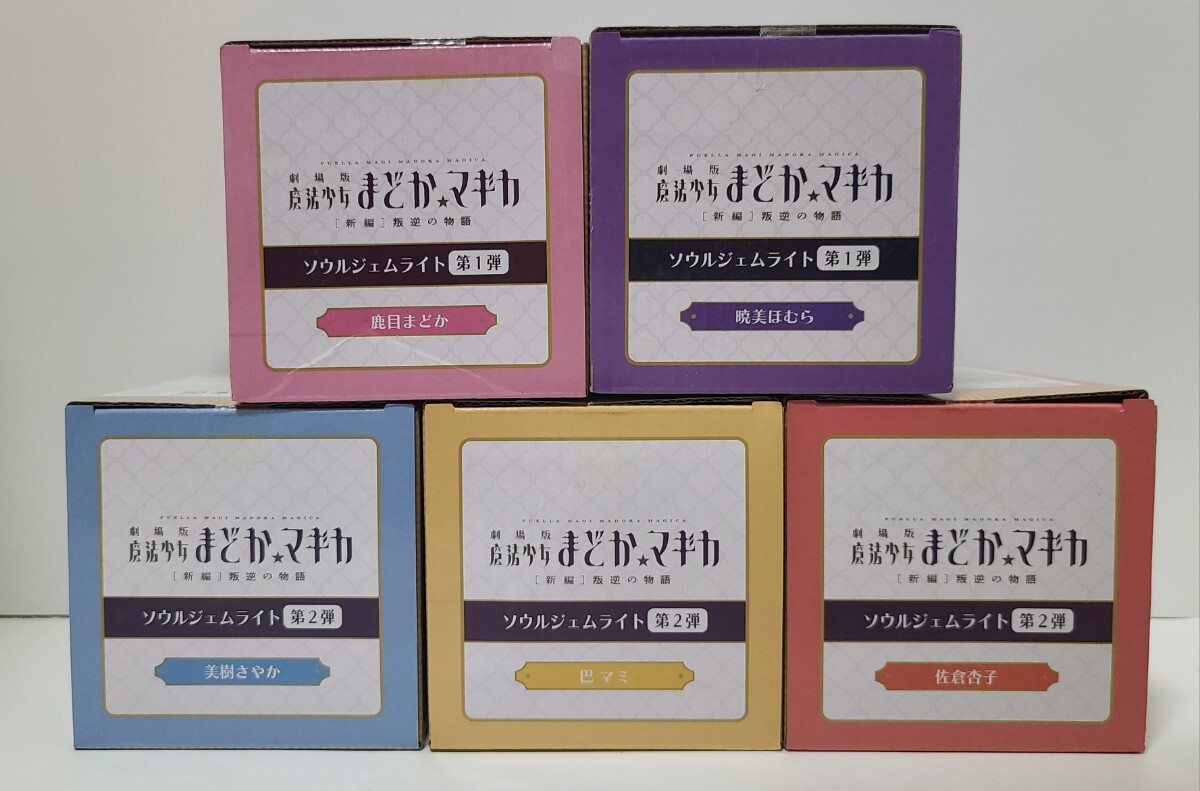 PUELLA MAGI MADOKA MAGICA
劇場版
魔法少女まどか★マギカ
[新編]叛逆の物語
ソウルジェムライト 第1弾
鹿目まどか
PUELLA MAGI MADOKA MAGICA
劇場版
魔法少女まどか★マギカ
[新編]叛逆の物語
ソウルジェムライト 第1弾
暁美ほむら
PUELLA MAGI MADOKA MAGICA
劇場版
魔法少女まどか★マギカ
[新編]叛逆の物語
ソウルジェムライト 第2弾
美樹さやか
PUELLA MAGI MADOKA MAGICA
劇場版
魔法少女まどか★マギカ
[新編]叛逆の物語
ソウルジェムライト 第2弾
巴マミ
PUELLA MAGI MADOKA MAGICA
劇場版
魔法少女まどか★マギカ
[新編]叛逆の物語
ソウルジェムライト 第2弾
佐倉杏子